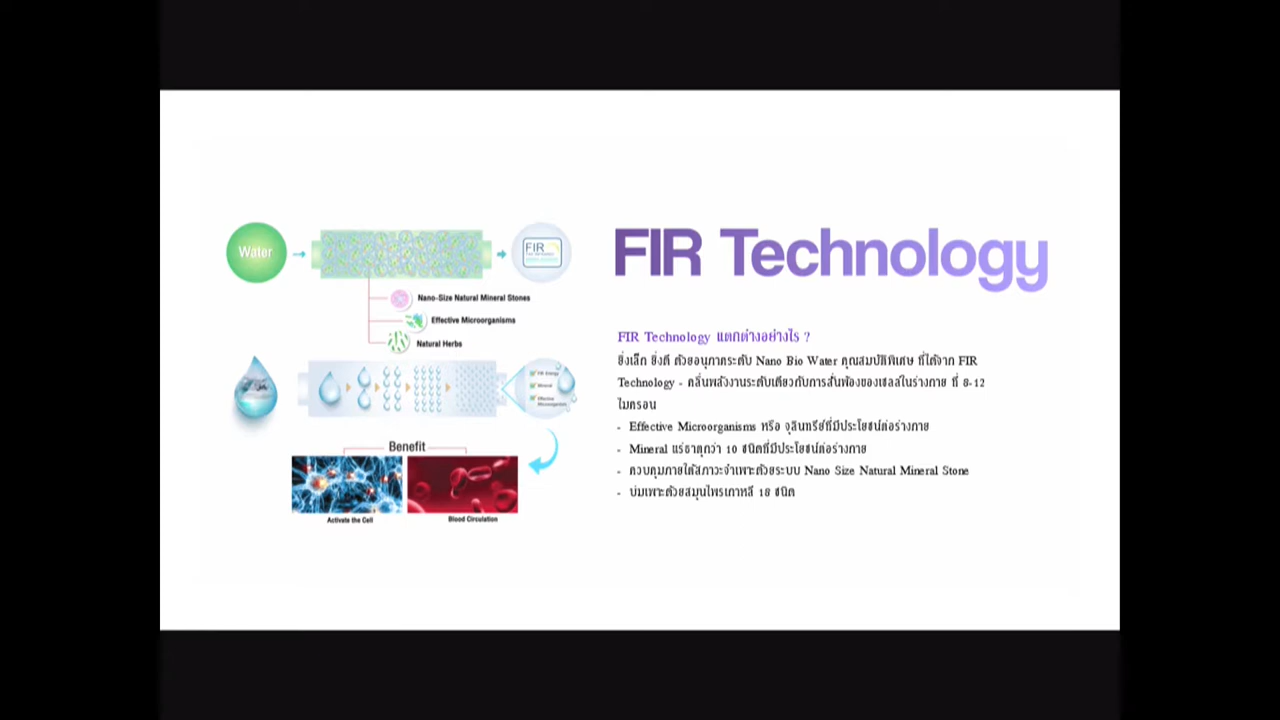 Water
FIR
Nano-Size Natural Mineral Stones
Effective Microorganisms
Natural Herbs
FIR Energy
Mineral
Effective
Microorganism
Benefit
Activate the Cell
Blood Circulation
FIR Technology
FIR Technology แตกต่างอย่างไร ?
ยิ่งเล็ก ยิ่งดี ด้วยอนุภาคระดับ Nano Bio Water คุณสมบัติพิเศษ ที่ได้จาก FIR
Technology - คลื่นพลังงานระดับเดียวกับการสั่นพ้องของเซลล์ในร่างกาย ที่ 8-12
ไมครอน
- Effective Microorganisms หรือ จุลินทรีย์ที่มีประโยชน์ต่อร่างกาย
- Mineral แร่ธาตุกว่า 10 ชนิดที่มีประโยชน์ต่อร่างกาย
- ควบคุมภายใต้สภาวะจำเพาะด้วยระบบ Nano Size Natural Mineral Stone
- บ่มเพาะด้วยสมุนไพรเกาหลี 18 ชนิด